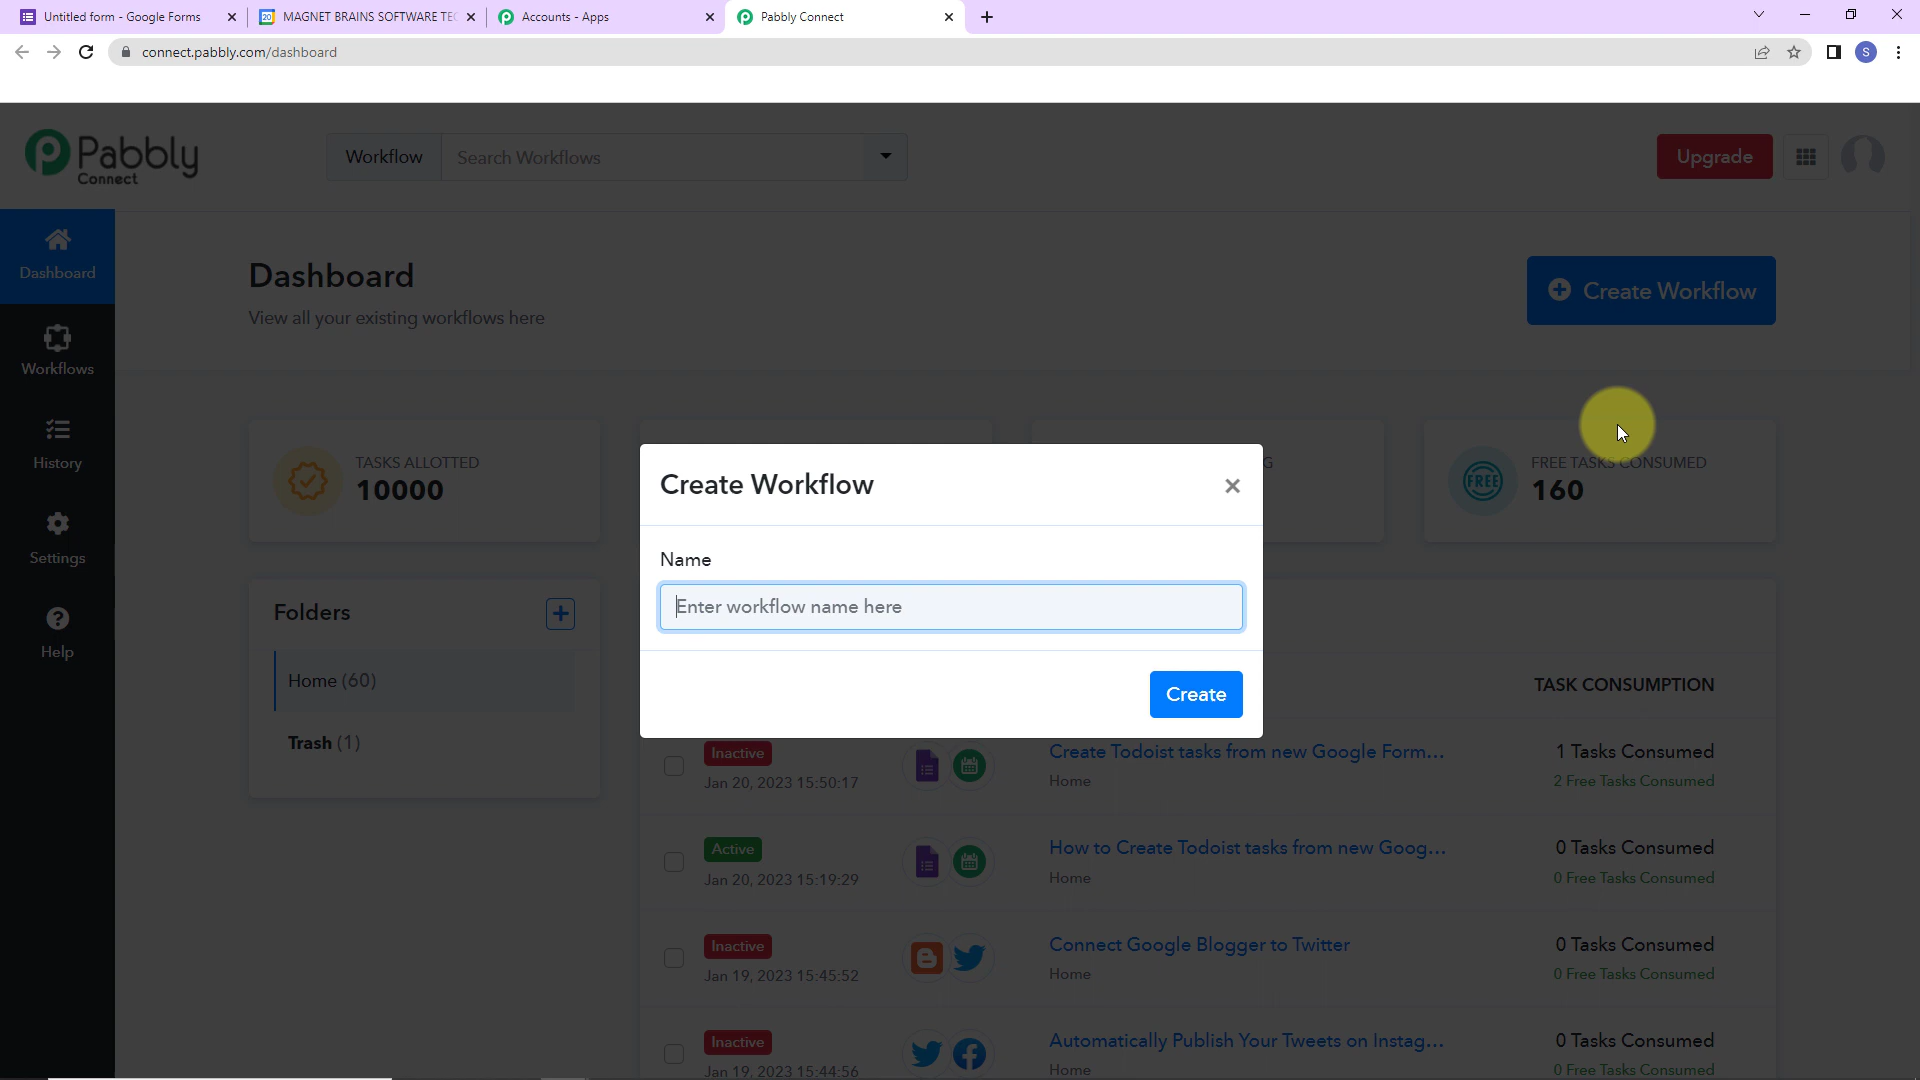 Untitled form - Google Forms
20 MAGNET BRAINS SOFTWARE TEC
Accounts - Apps
Pabbly Connect
connect.pabbly.com/dashboard
S
Pabbly
Connect
Workflow
Search Workflows
Upgrade
Dashboard
Workflows
History
Settings
Help
Dashboard
View all your existing workflows here
Create Workflow
TASKS ALLOTTED
10000
G
FREE
FREE TASKS CONSUMED
160
Folders
Home (60)
Trash (1)
Create Workflow
Name
Enter workflow name here
Create
TASK CONSUMPTION
Inactive
Jan 20, 2023 15:50:17
Create Todoist tasks from new Google Form...
Home
1 Tasks Consumed
2 Free Tasks Consumed
Active
Jan 20, 2023 15:19:29
How to Create Todoist tasks from new Goog...
Home
0 Tasks Consumed
0 Free Tasks Consumed
Inactive
Jan 19, 2023 15:45:52
Connect Google Blogger to Twitter
Home
0 Tasks Consumed
0 Free Tasks Consumed
Inactive
Jan 19, 2023 15:44:56
Automatically Publish Your Tweets on Instag...
Home
0 Tasks Consumed
0 Free Tasks Consumed